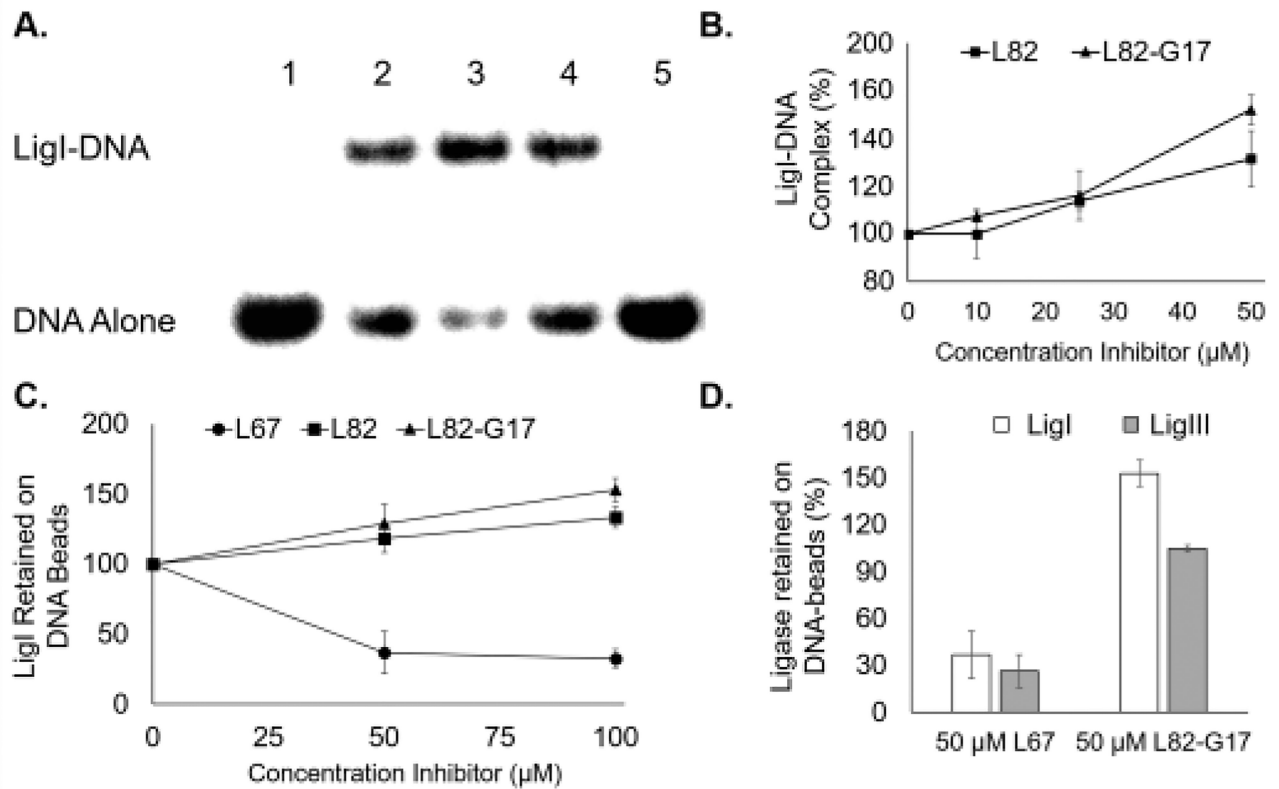 A.
1 2 3 4 5
LigI-DNA
DNA Alone
B.
L82 L82-G17
LigI-DNA
Complex (%)
200
160
140
120
100
80
0 10 20 30 40 50
Concentration Inhibitor (µM)
C.
L67 L82 L82-G17
LigI Retained on
DNA Beads
200
150
100
50
0
0 25 50 75 100
Concentration Inhibitor (µM)
D.
LigI LigIII
Ligase retained on
DNA-beads (%)
180
150
120
90
60
30
0
50 µM L67 50 µM L82-G17